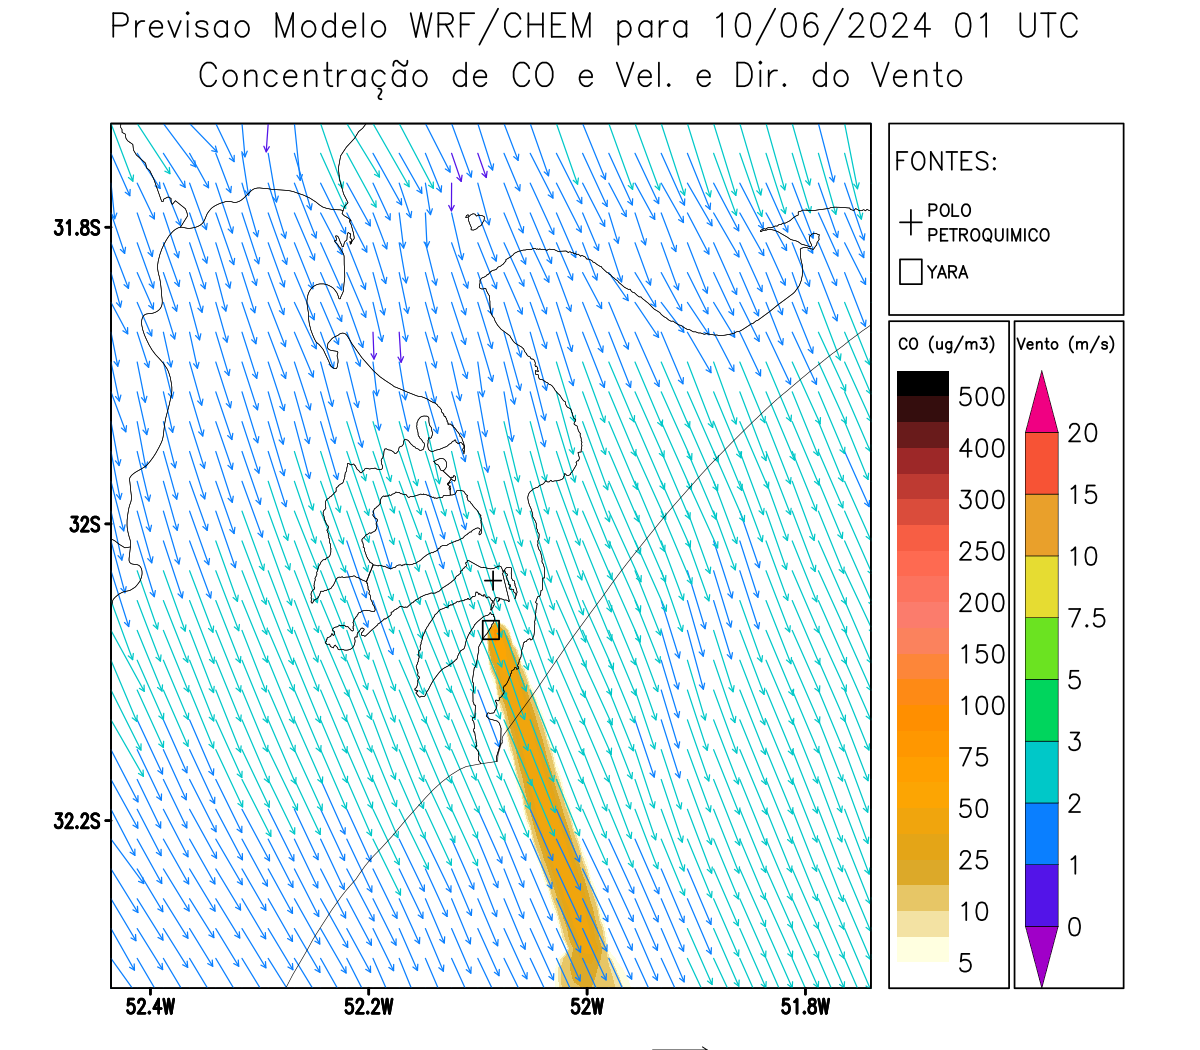 Previsao Modelo WRF/CHEM para 10/06/2024 01 UTC
Concentração de CO e Vel. e Dir. do Vento
FONTES:
POLO
PETROQUIMICO
YARA
31.8S
32S
32.2S
52.4W
52.2W
52W
51.8W
CO (ug/m3)
500
400
300
250
200
150
100
75
50
25
10
5
Vento (m/s)
20
15
10
7.5
5
3
2
1
0